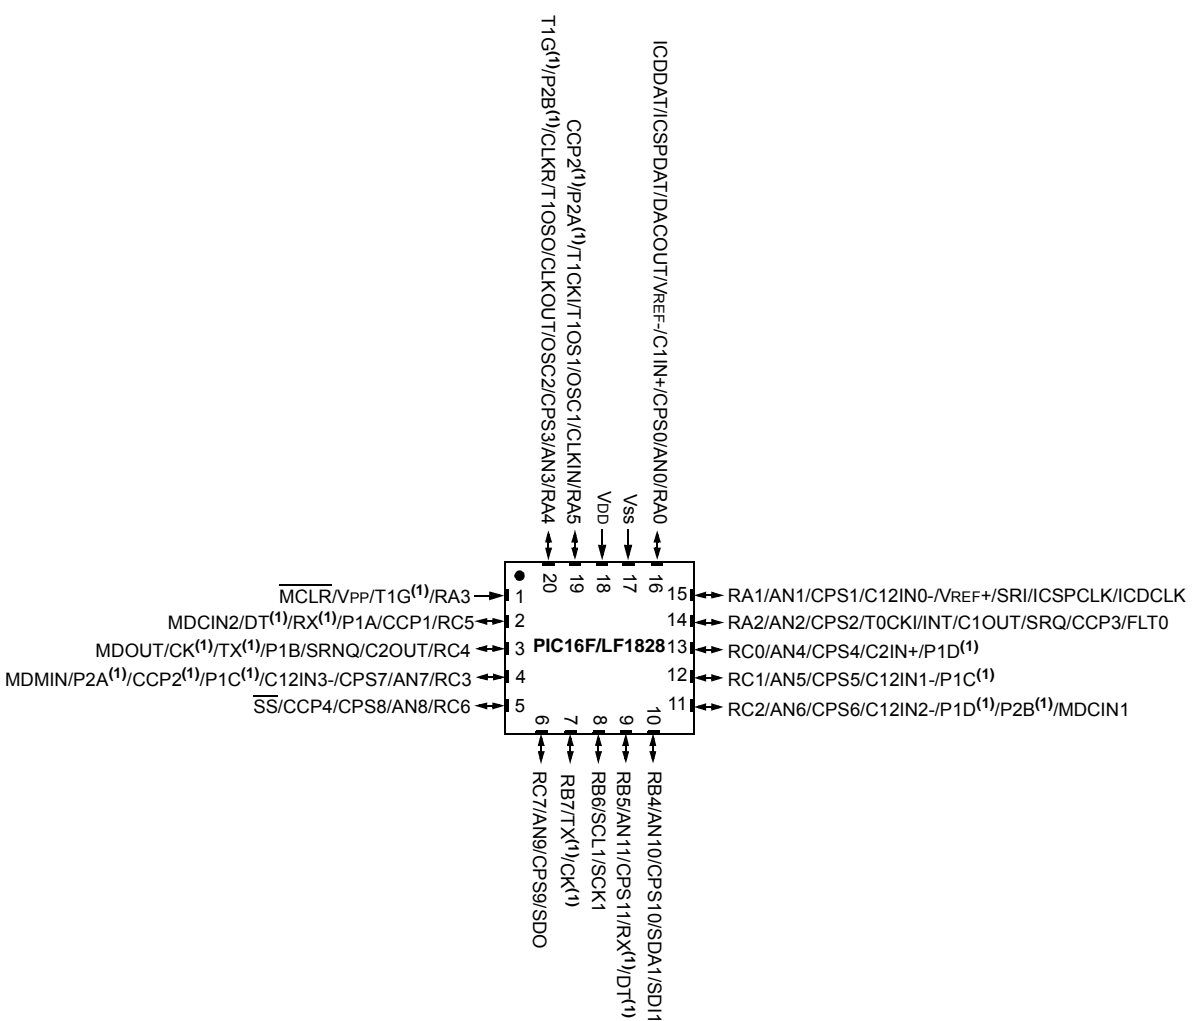 T1G(1)/P2B(1)/CLKR/T1OSO/CLKOUT/OSC2/CPS3/AN3/RA4
CCP2(1)/P2A(1)/T1CKI/T1OS1/OSC1/CLKIN/RA5
VDD
Vss
ICDDAT/ICSPDAT/DACOUT/VREF-/C1IN+/CPS0/AN0/RA0
20
19
18
17
16
MCLR/VPP/T1G(1)/RA3
1
MDCIN2/DT(1)/RX(1)/P1A/CCP1/RC5
2
MDOUT/CK(1)/TX(1)/P1B/SRNQ/C2OUT/RC4
3
MDMIN/P2A(1)/CCP2(1)/P1C(1)/C12IN3-/CPS7/AN7/RC3
4
SS/CCP4/CPS8/AN8/RC6
5
PIC16F/LF1828
15
RA1/AN1/CPS1/C12IN0-/VREF+/SRI/ICSPCLK/ICDCLK
14
RA2/AN2/CPS2/T0CKI/INT/C1OUT/SRQ/CCP3/FLT0
13
RC0/AN4/CPS4/C2IN+/P1D(1)
12
RC1/AN5/CPS5/C12IN1-/P1C(1)
11
RC2/AN6/CPS6/C12IN2-/P1D(1)/P2B(1)/MDCIN1
6
7
8
9
10
RC7/AN9/CPS9/SDO
RB7/TX(1)/CK(1)
RB6/SCL1/SCK1
RB5/AN11/CPS11/RX(1)/DT(1)
RB4/AN10/CPS10/SDA1/SDI1